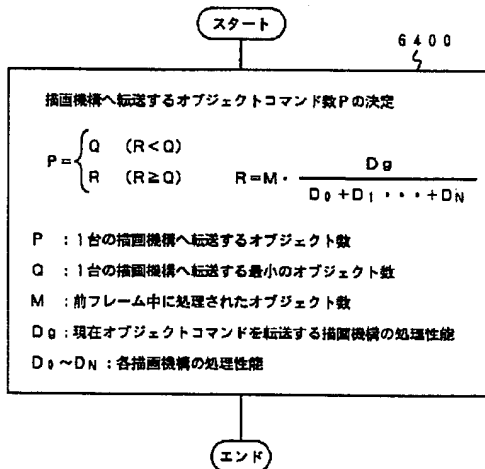 スタート
6400
描画機構へ転送するオブジェクトコマンド数Pの決定
P={ Q (R<Q)
R (R≧Q)
R=M・ Dg / D0+D1・・・+DN
P :1台の描画機構へ転送するオブジェクト数
Q :1台の描画機構へ転送する最小のオブジェクト数
M :前フレーム中に処理されたオブジェクト数
Dg:現在オブジェクトコマンドを転送する描画機構の処理性能
D0~DN:各描画機構の処理性能
エンド